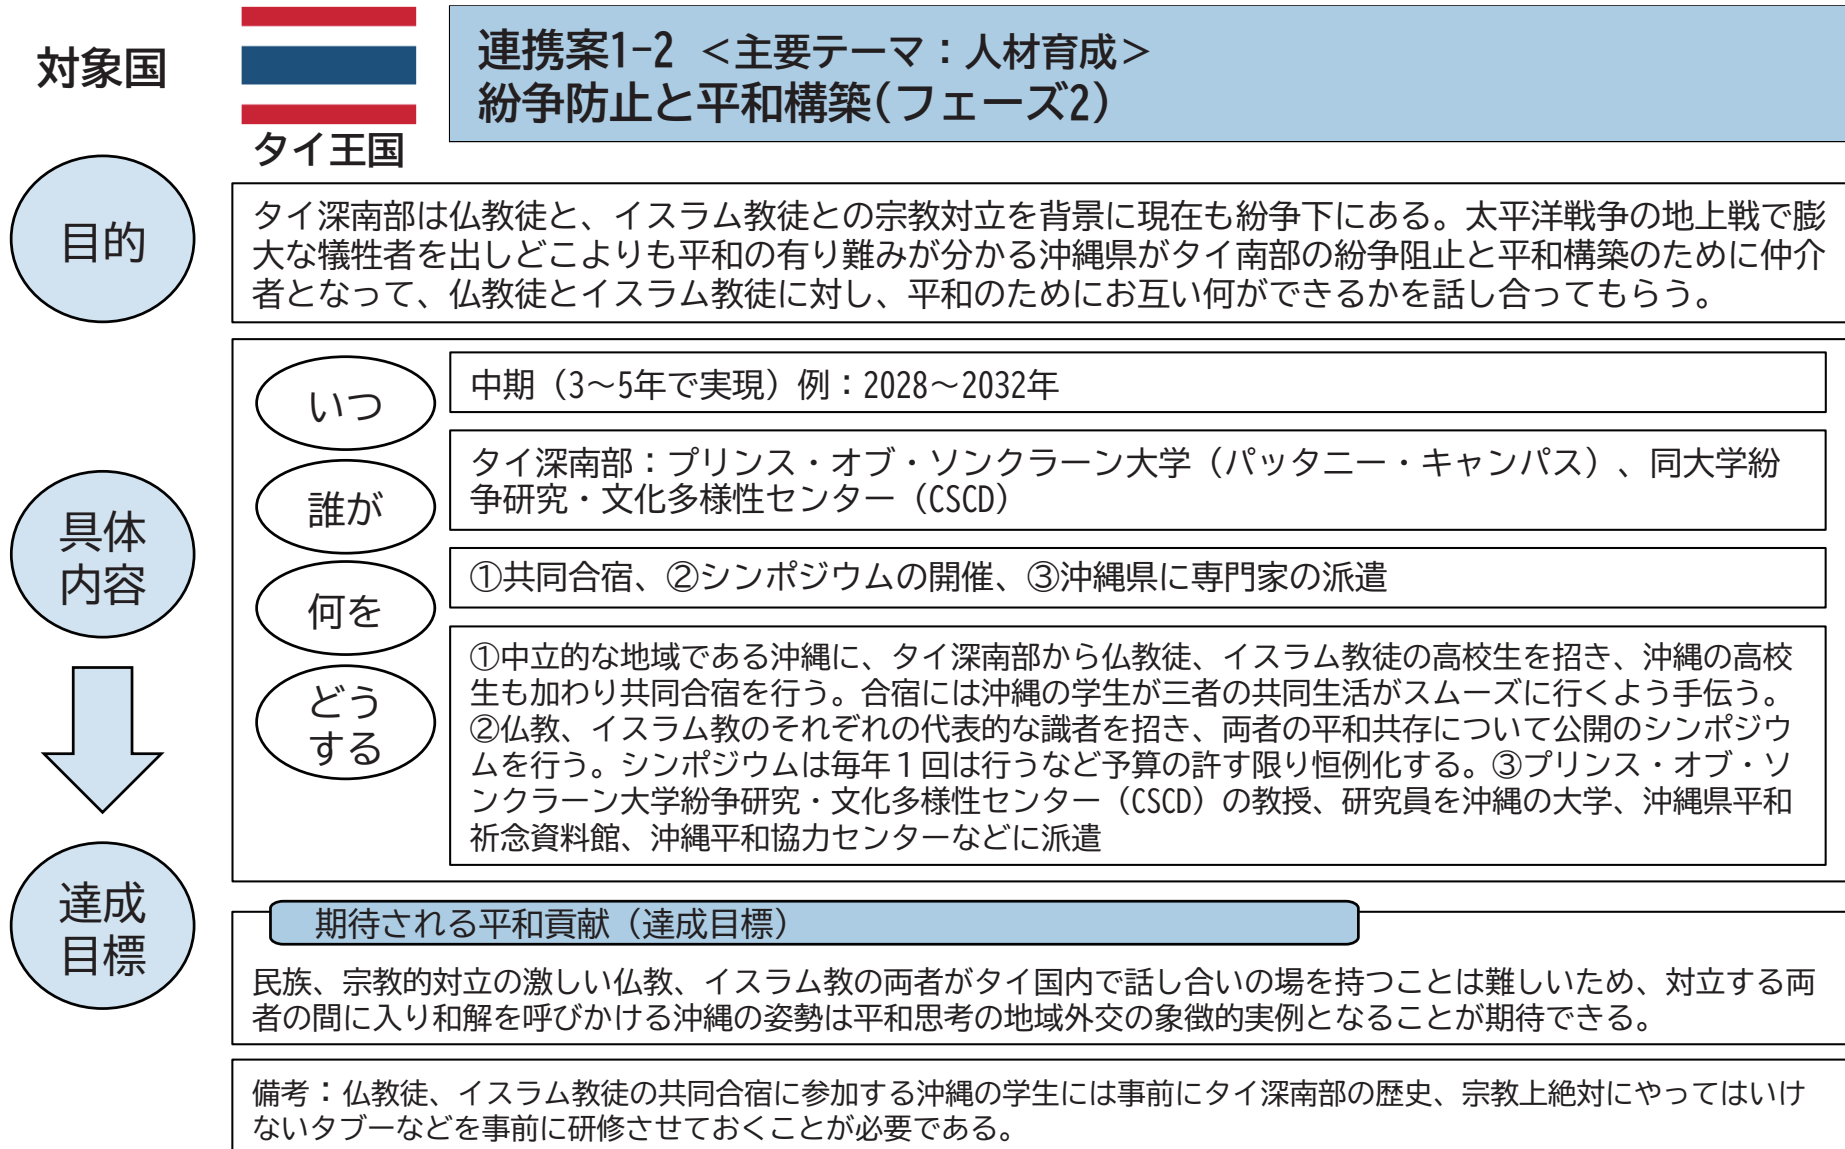 対象国
タイ王国
連携案1-2 ＜主要テーマ：人材育成＞
紛争防止と平和構築(フェーズ2)
目的
タイ深南部は仏教徒と、イスラム教徒との宗教対立を背景に現在も紛争下にある。太平洋戦争の地上戦で膨
大な犠牲者を出しどこよりも平和の有り難みが分かる沖縄県がタイ南部の紛争阻止と平和構築のために仲介
者となって、仏教徒とイスラム教徒に対し、平和のためにお互い何ができるかを話し合ってもらう。
具体
内容
いつ
中期（3～5年で実現）例：2028～2032年
誰が
タイ深南部：プリンス・オブ・ソンクラーン大学（パッタニー・キャンパス）、同大学紛
争研究・文化多様性センター（CSCD）
何を
①共同合宿、②シンポジウムの開催、③沖縄県に専門家の派遣
どう
する
①中立的な地域である沖縄に、タイ深南部から仏教徒、イスラム教徒の高校生を招き、沖縄の高校
生も加わり共同合宿を行う。合宿には沖縄の学生が三者の共同生活がスムーズに行くよう手伝う。
②仏教、イスラム教のそれぞれの代表的な識者を招き、両者の平和共存について公開のシンポジウ
ムを行う。シンポジウムは毎年１回は行うなど予算の許す限り恒例化する。③プリンス・オブ・ソ
ンクラーン大学紛争研究・文化多様性センター（CSCD）の教授、研究員を沖縄の大学、沖縄県平和
祈念資料館、沖縄平和協力センターなどに派遣
達成
目標
期待される平和貢献（達成目標）
民族、宗教的対立の激しい仏教、イスラム教の両者がタイ国内で話し合いの場を持つことは難しいため、対立する両
者の間に入り和解を呼びかける沖縄の姿勢は平和思考の地域外交の象徴的実例となることが期待できる。
備考：仏教徒、イスラム教徒の共同合宿に参加する沖縄の学生には事前にタイ深南部の歴史、宗教上絶対にやってはいけ
ないタブーなどを事前に研修させておくことが必要である。